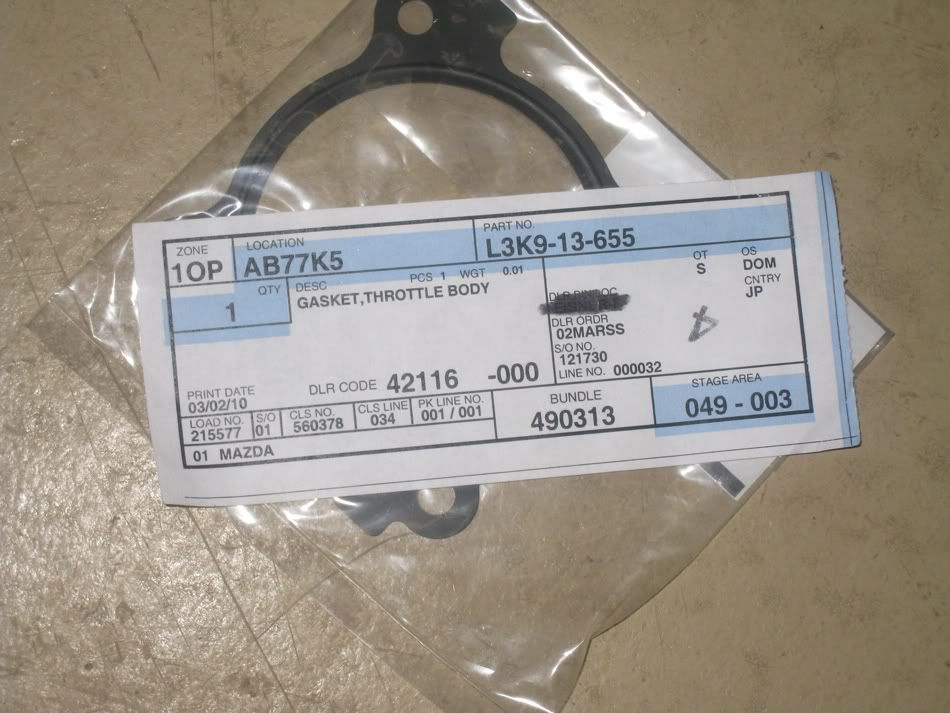 ZONE
1OP
LOCATION
AB77K5
PART NO.
L3K9-13-655
QTY
1
DESC PCS 1 WGT 0.01
GASKET,THROTTLE BODY
OT
S
OS
DOM
CNTRY
JP
DLR ORDR
02MARSS
S/O NO.
121730
LINE NO. 000032
4
PRINT DATE
03/02/10
DLR CODE 42116 -000
LOAD NO.
215577
S/O
01
CLS NO.
560378
CLS LINE
034
PK LINE NO.
001 / 001
BUNDLE
490313
STAGE AREA
049 - 003
01 MAZDA